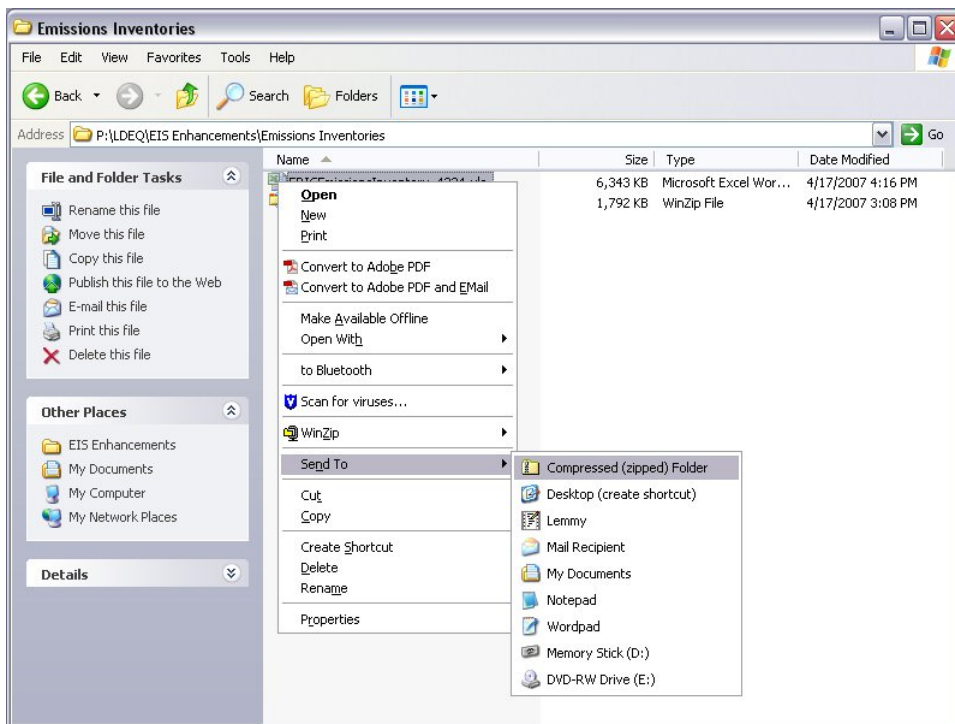 Emissions Inventories
File Edit View Favorites Tools Help
Back Search Folders
Address P:\LDEQ\EIS Enhancements\Emissions Inventories Go
File and Folder Tasks
Rename this file
Move this file
Copy this file
Publish this file to the Web
E-mail this file
Print this file
Delete this file
Other Places
EIS Enhancements
My Documents
My Computer
My Network Places
Details
Name Size Type Date Modified
6,343 KB Microsoft Excel Wor... 4/17/2007 4:16 PM
1,792 KB WinZip File 4/17/2007 3:08 PM
Open
New
Print
Convert to Adobe PDF
Convert to Adobe PDF and EMail
Make Available Offline
Open With
to Bluetooth
Scan for viruses...
WinZip
Send To
Cut
Copy
Create Shortcut
Delete
Rename
Properties
Compressed (zipped) Folder
Desktop (create shortcut)
Lemmy
Mail Recipient
My Documents
Notepad
Wordpad
Memory Stick (D:)
DVD-RW Drive (E:)